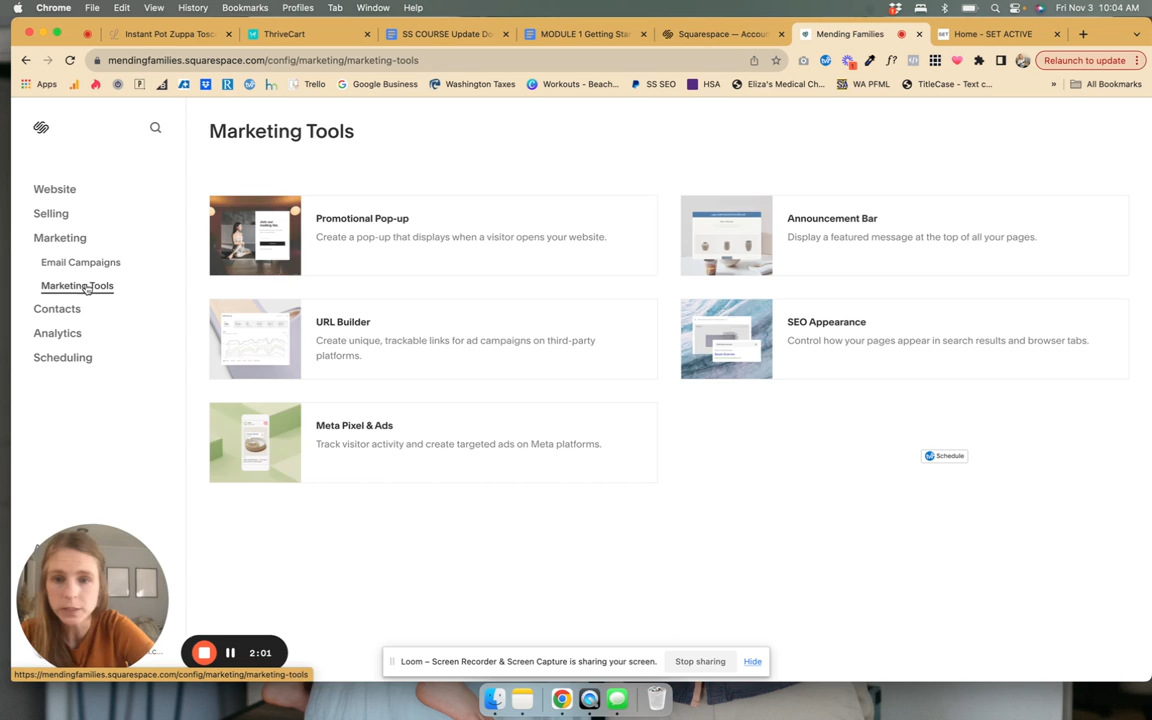 Chrome File Edit View History Bookmarks Profiles Tab Window Help Fri Nov 3 10:04 AM
Instant Pot Zuppa Tosc ThriveCart SS COURSE Update Do MODULE 1 Getting Star Squarespace — Accou Mending Families Home - SET ACTIVE
mendingfamilies.squarespace.com/config/marketing/marketing-tools Relaunch to update
Apps Trello Google Business Washington Taxes Workouts - Beach... SS SEO HSA Eliza's Medical Ch... WA PFML TitleCase - Text c... » All Bookmarks
Marketing Tools
Website
Selling
Marketing
Email Campaigns
Marketing Tools
Contacts
Analytics
Scheduling
Promotional Pop-up
Create a pop-up that displays when a visitor opens your website.
Announcement Bar
Display a featured message at the top of all your pages.
URL Builder
Create unique, trackable links for ad campaigns on third-party
platforms.
SEO Appearance
Control how your pages appear in search results and browser tabs.
Meta Pixel & Ads
Track visitor activity and create targeted ads on Meta platforms.
Schedule
2:01
Loom – Screen Recorder & Screen Capture is sharing your screen. Stop sharing Hide
https://mendingfamilies.squarespace.com/config/marketing/marketing-tools